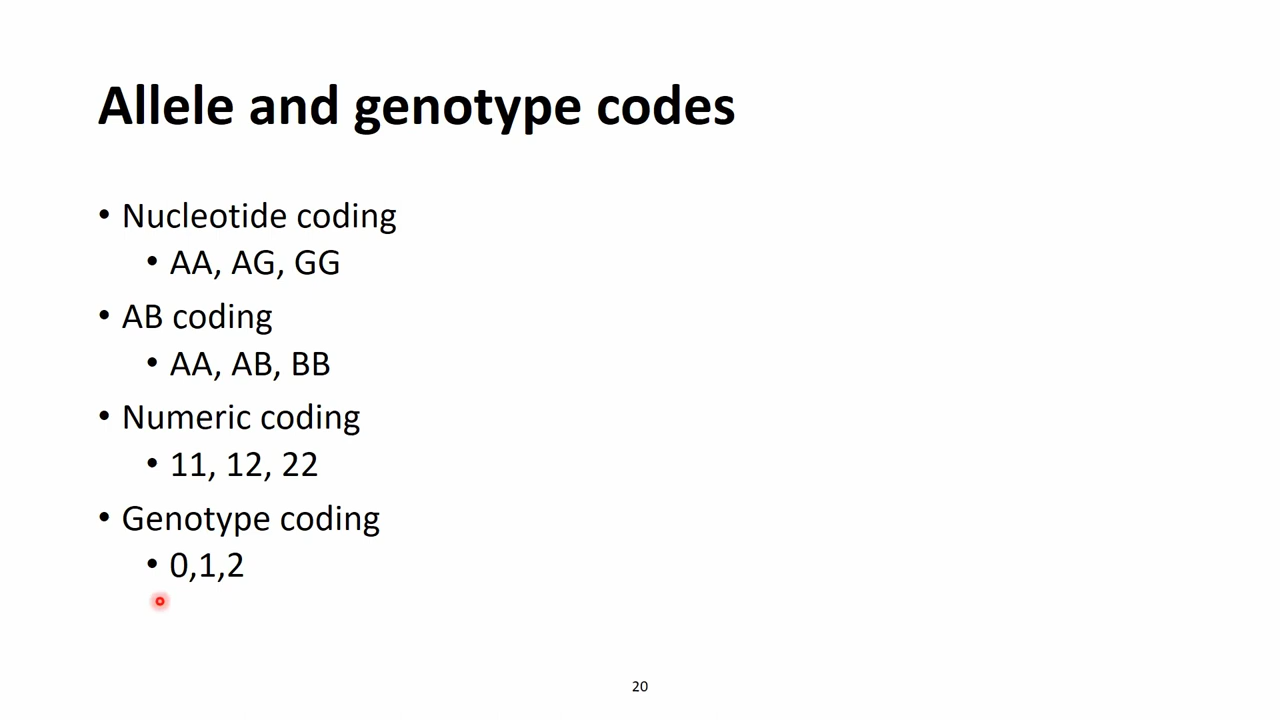 Allele and genotype codes
• Nucleotide coding
• AA, AG, GG
• AB coding
• AA, AB, BB
• Numeric coding
• 11, 12, 22
• Genotype coding
• 0,1,2
20